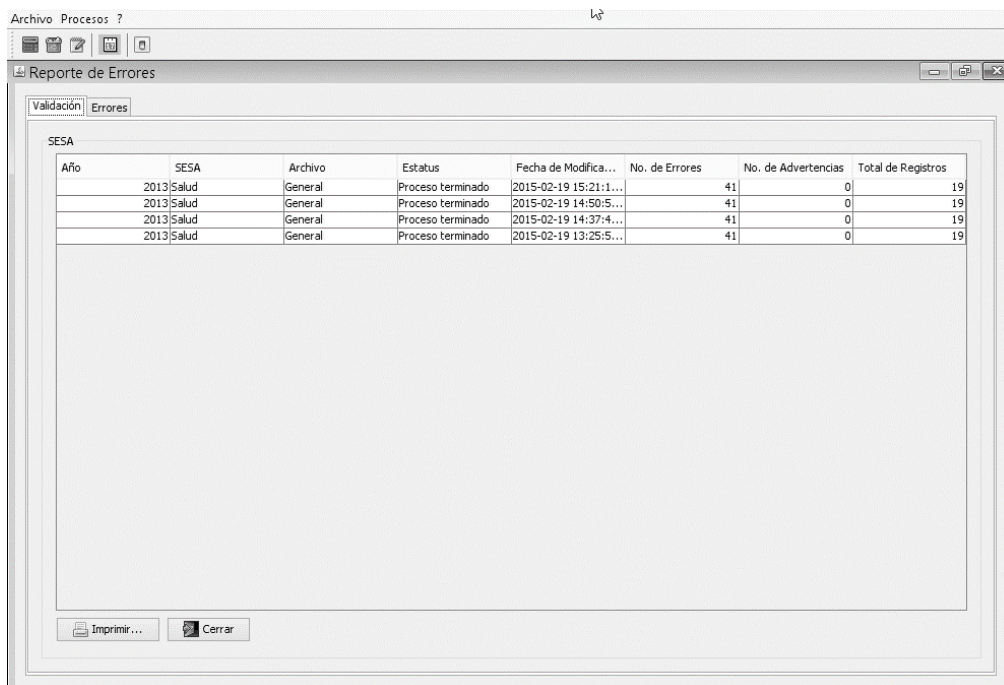 Archivo Procesos ?
Reporte de Errores
Validación Errores
SESA
Año SESA Archivo Estatus Fecha de Modifica... No. de Errores No. de Advertencias Total de Registros
2013 Salud General Proceso terminado 2015-02-19 15:21:1... 41 0 19
2013 Salud General Proceso terminado 2015-02-19 14:50:5... 41 0 19
2013 Salud General Proceso terminado 2015-02-19 14:37:4... 41 0 19
2013 Salud General Proceso terminado 2015-02-19 13:25:5... 41 0 19
Imprimir... Cerrar